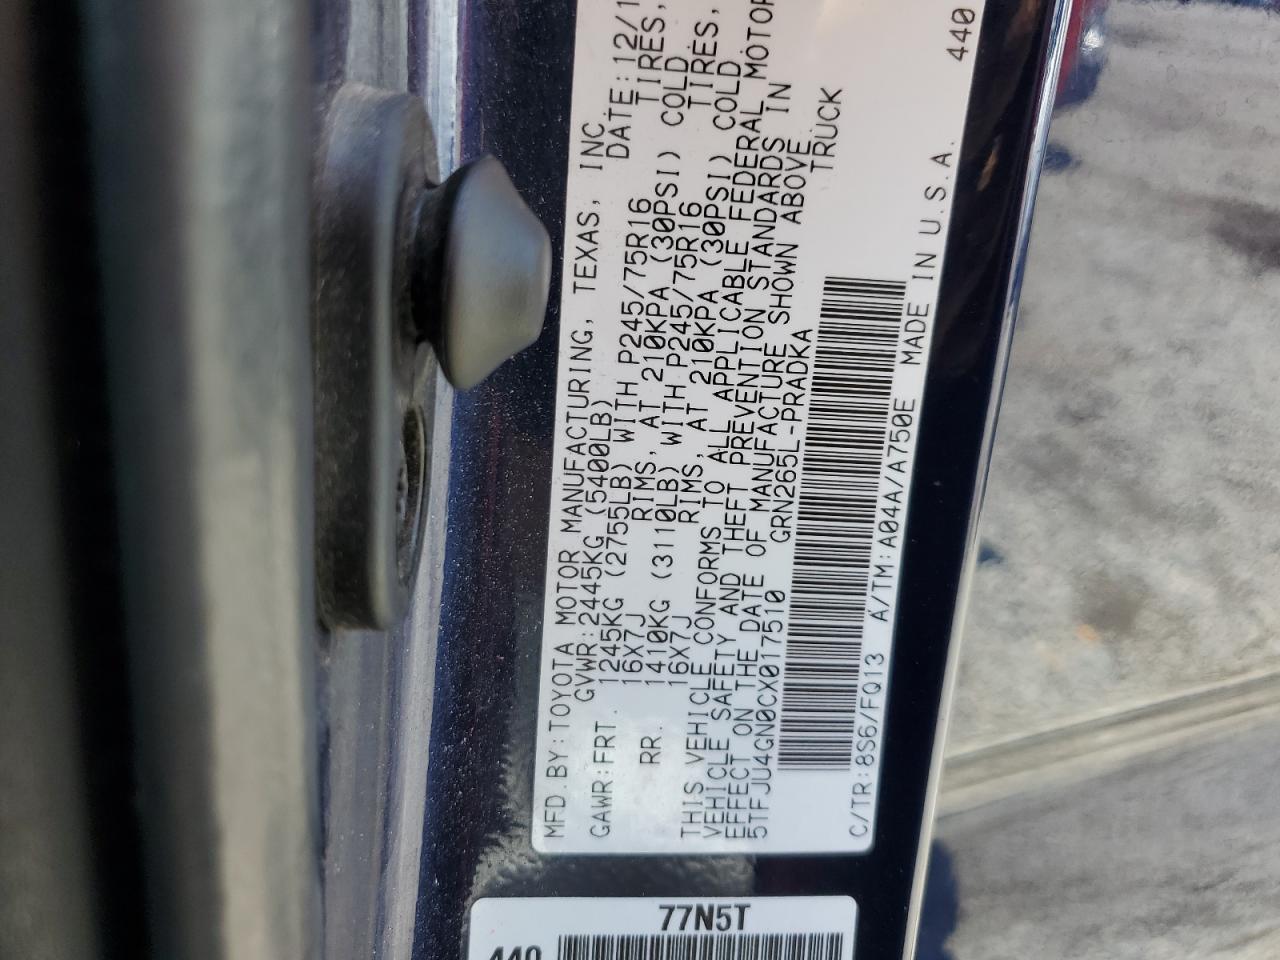 MFD.BY:TOYOTA MOTOR MANUFACTURING, TEXAS, INC.
GVWR:2445KG (5400LB) DATE:12/1
GAWR:FRT. 1245KG (2755LB) WITH P245/75R16 TIRES,
16X7J RIMS, AT 210KPA (30PSI) COLD
RR. 1410KG (3110LB) WITH P245/75R16 TIRES,
16X7J RIMS, AT 210KPA (30PSI) COLD
THIS VEHICLE CONFORMS TO ALL APPLICABLE FEDERAL MOTOR
VEHICLE SAFETY AND THEFT PREVENTION STANDARDS IN
EFFECT ON THE DATE OF MANUFACTURE SHOWN ABOVE.
5TFJU4GN0CX017510 GRN265L-PRADKA TRUCK
C/TR:8S6/FQ13 A/TM:A04A/A750E MADE IN U.S.A. 440
77N5T
440